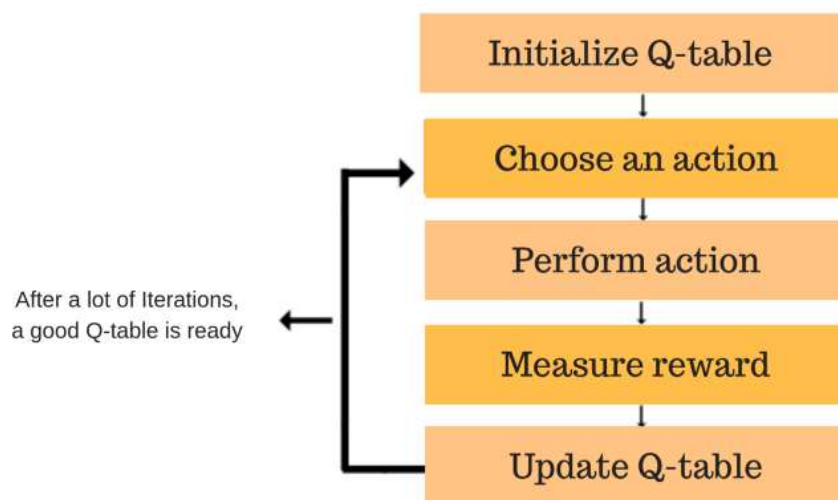 Initialize Q-table
Choose an action
Perform action
Measure reward
Update Q-table
After a lot of Iterations,
a good Q-table is ready